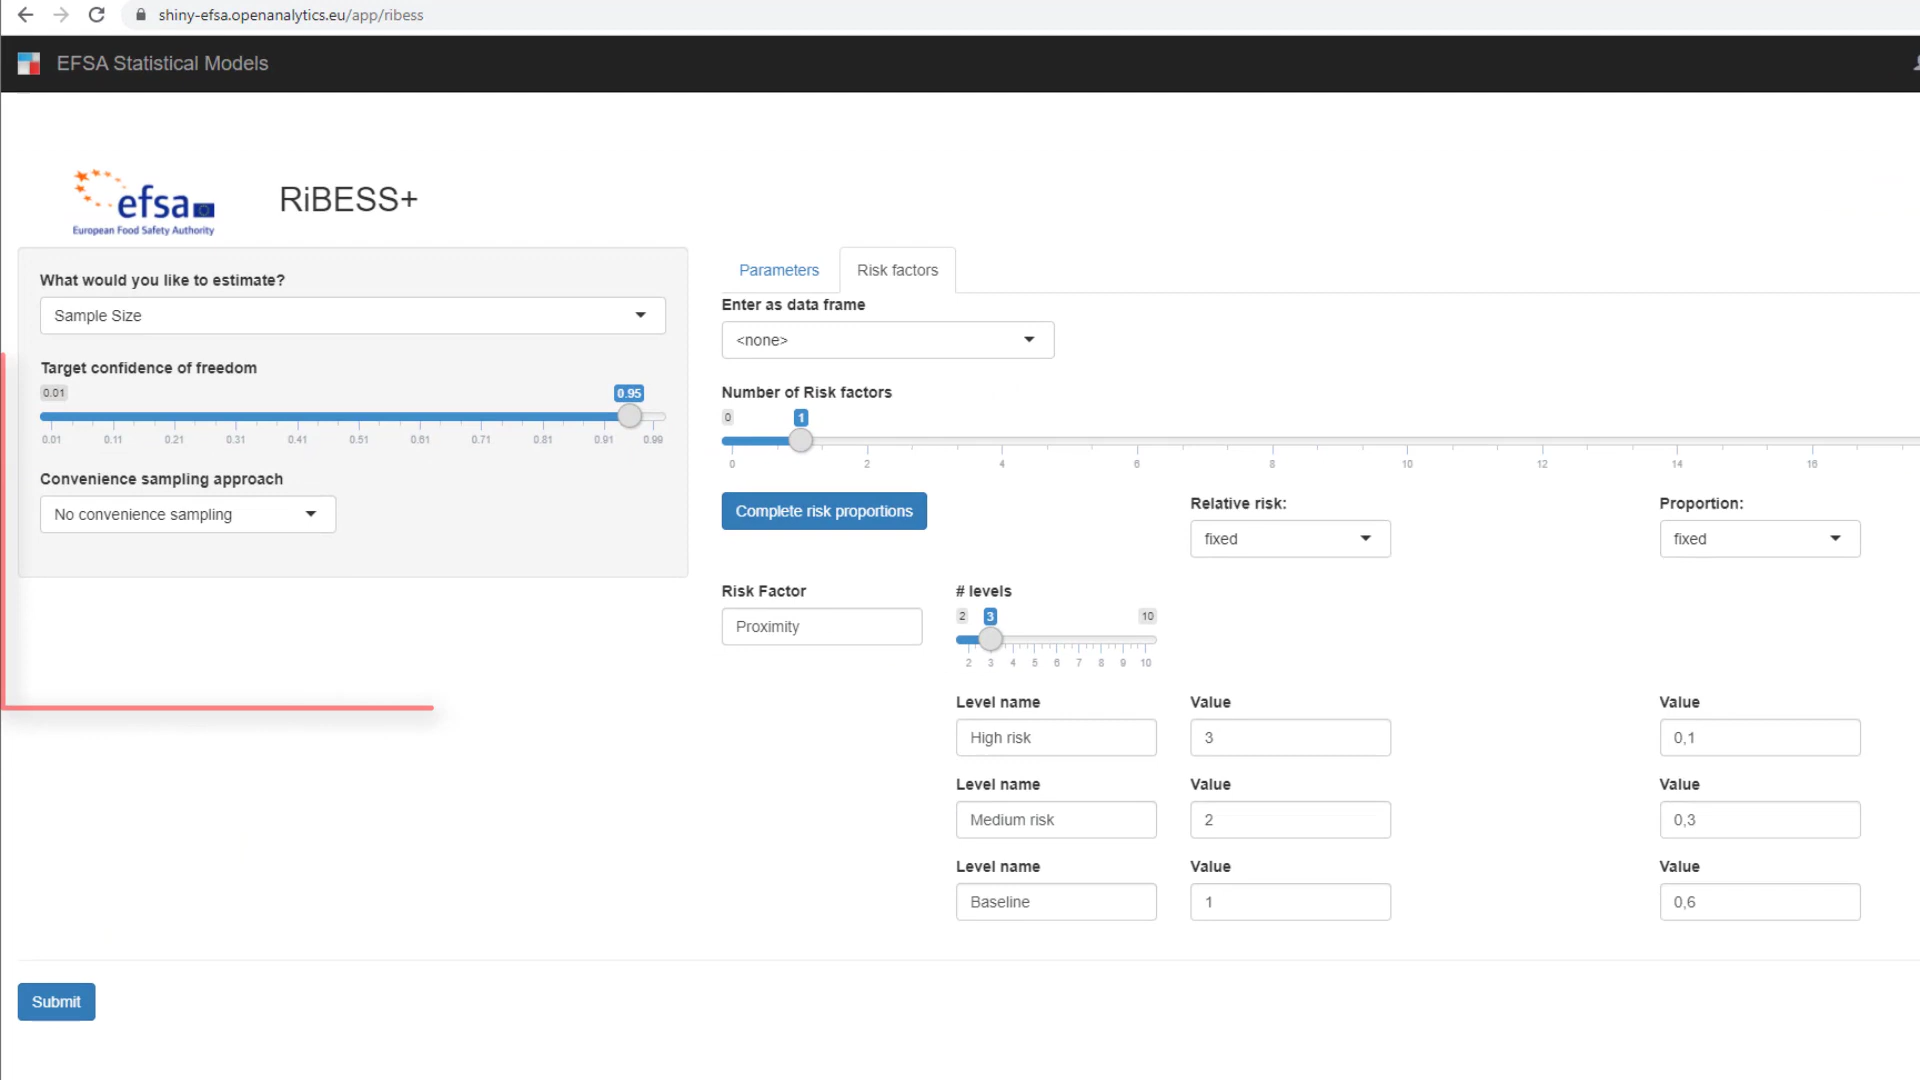 shiny-efsa.openanalytics.eu/app/ribess
EFSA Statistical Models
efsa
European Food Safety Authority
RiBESS+
What would you like to estimate?
Sample Size
Target confidence of freedom
0.01 0.95
0.01 0.11 0.21 0.31 0.41 0.51 0.61 0.71 0.81 0.91 0.99
Convenience sampling approach
No convenience sampling
Parameters Risk factors
Enter as data frame
<none>
Number of Risk factors
0 1
0 2 4 6 8 10 12 14 16
Complete risk proportions
Relative risk: Proportion:
fixed fixed
Risk Factor # levels
Proximity
2 3 10
2 3 4 5 6 7 8 9 10
Level name Value Value
High risk 3 0,1
Level name Value Value
Medium risk 2 0,3
Level name Value Value
Baseline 1 0,6
Submit